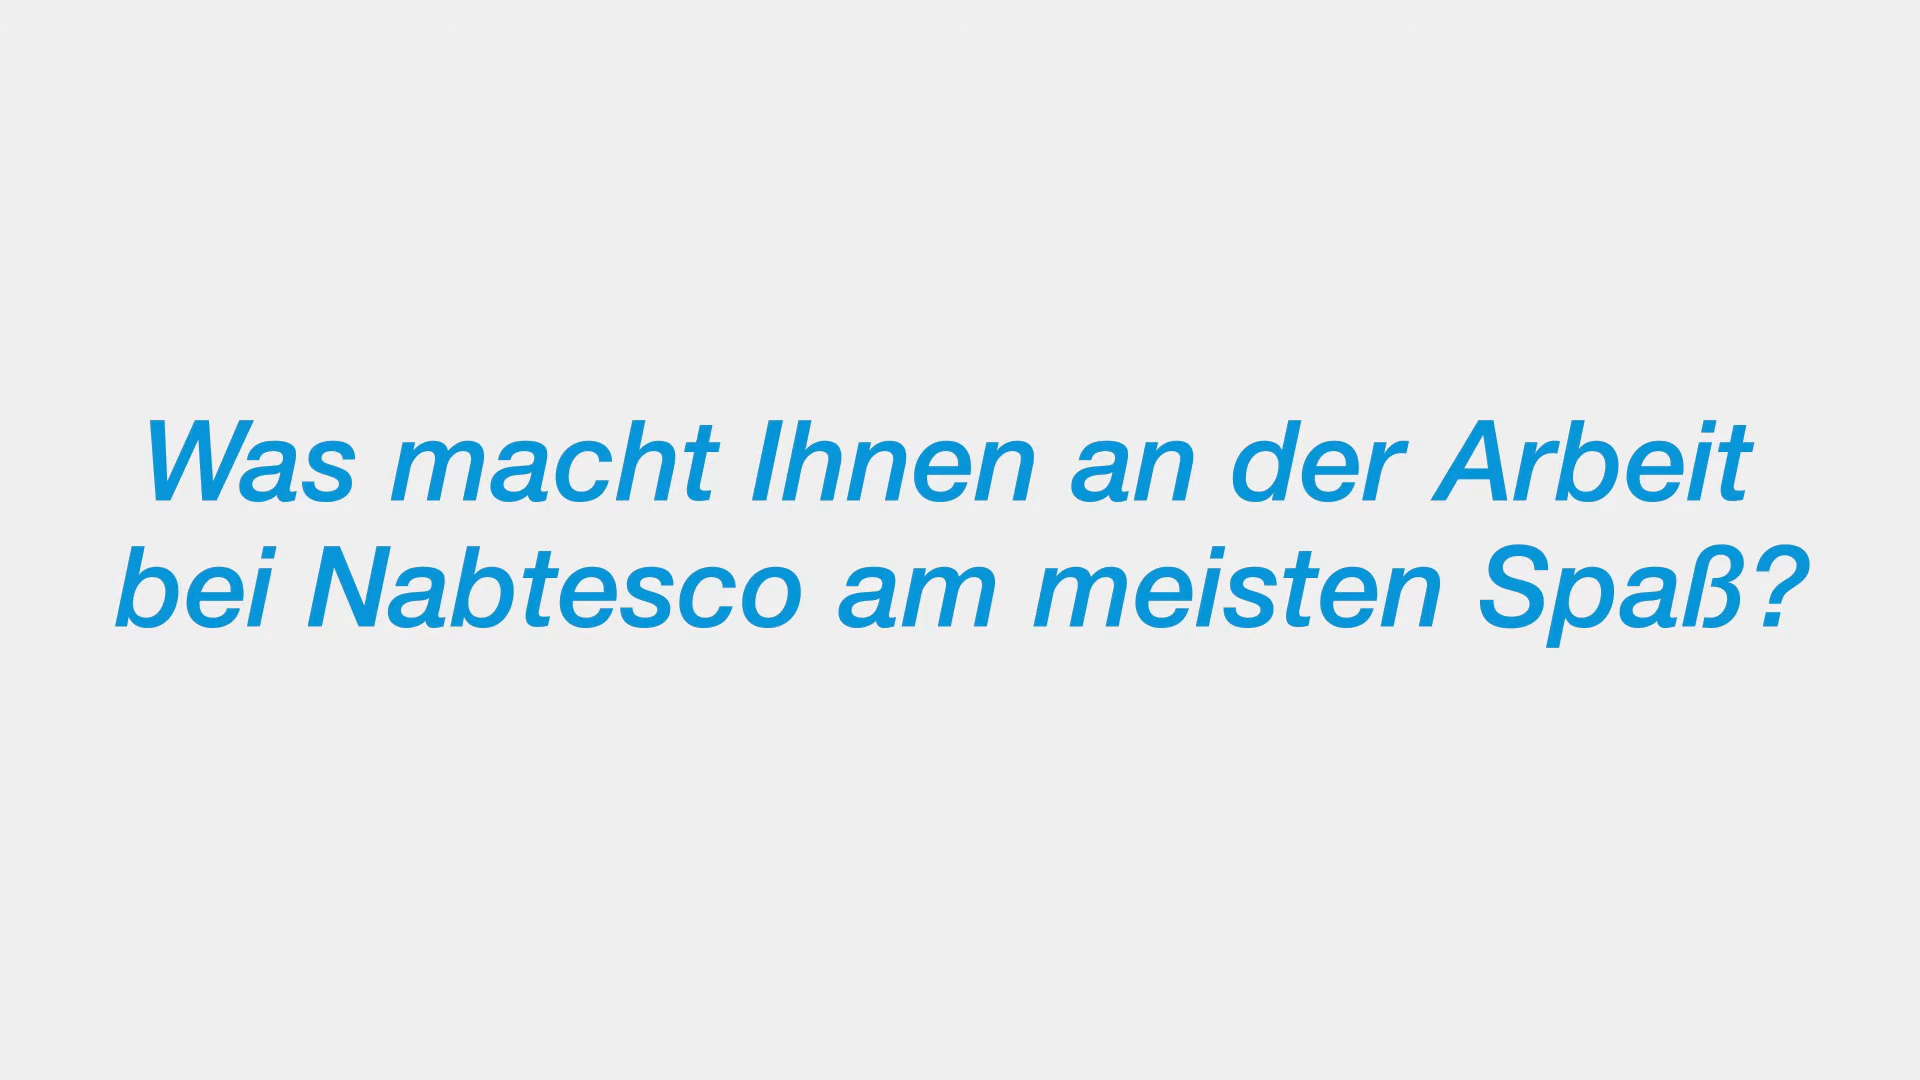 Was macht Ihnen an der Arbeit
bei Nabtesco am meisten Spaß?